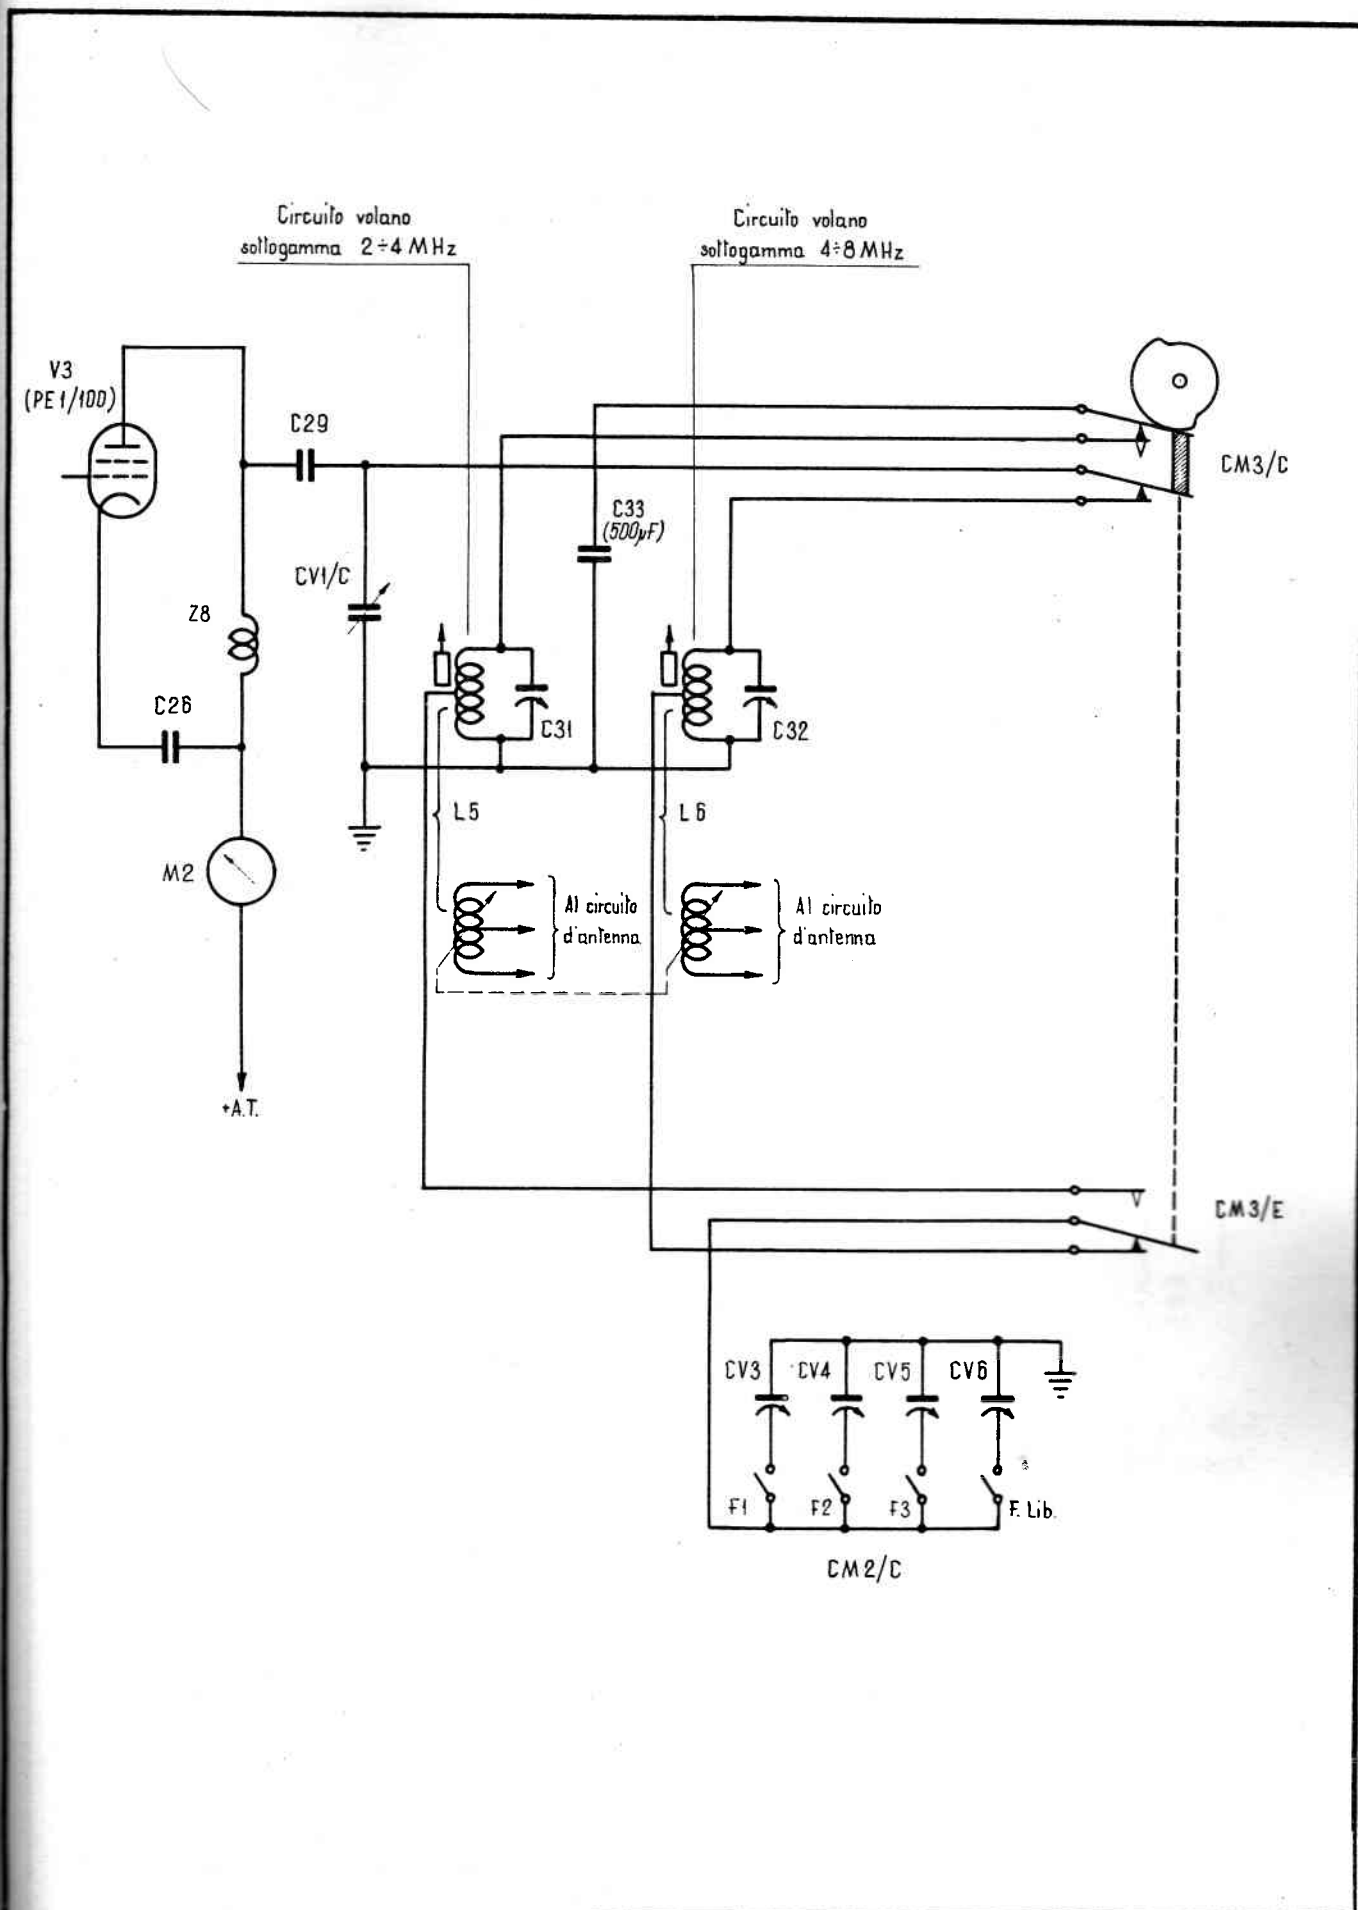 Circuito volano
sottogamma 2÷4 MHz
Circuito volano
sottogamma 4÷8 MHz
V3
(PE1/100)
C29
CM3/C
C33
(500µF)
CV1/C
Z8
C26
C31
C32
L5
L6
M2
Al circuito
d'antenna
Al circuito
d'antenna
+A.T.
CM3/E
CV3 CV4 CV5 CV6
F1 F2 F3 F. Lib.
CM2/C